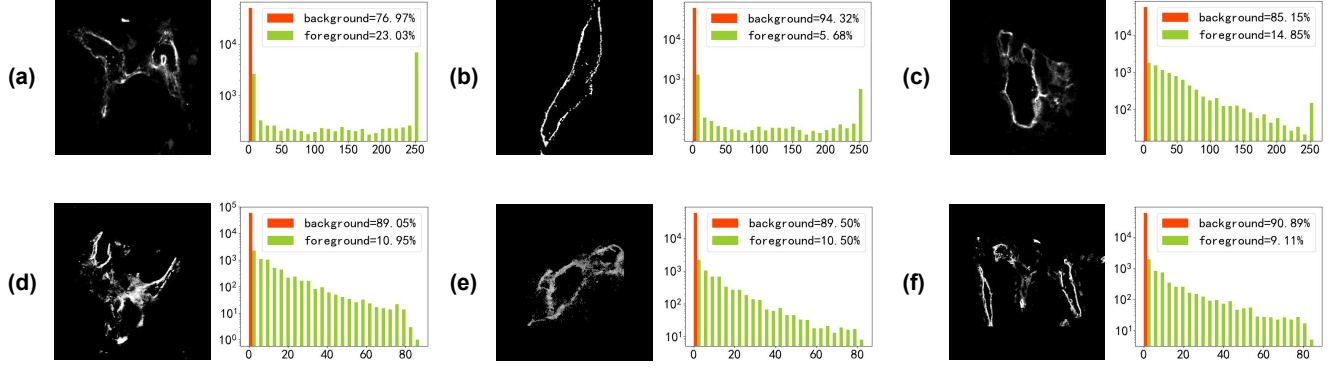 (a)
background=76.97%
foreground=23.03%
10^4
10^3
0 50 100 150 200 250
(b)
background=94.32%
foreground=5.68%
10^4
10^3
10^2
0 50 100 150 200 250
(c)
background=85.15%
foreground=14.85%
10^4
10^3
10^2
0 50 100 150 200 250
(d)
background=89.05%
foreground=10.95%
10^5
10^4
10^3
10^2
10^1
10^0
0 20 40 60 80
(e)
background=89.50%
foreground=10.50%
10^4
10^3
10^2
10^1
0 20 40 60 80
(f)
background=90.89%
foreground=9.11%
10^4
10^3
10^2
10^1
0 20 40 60 80